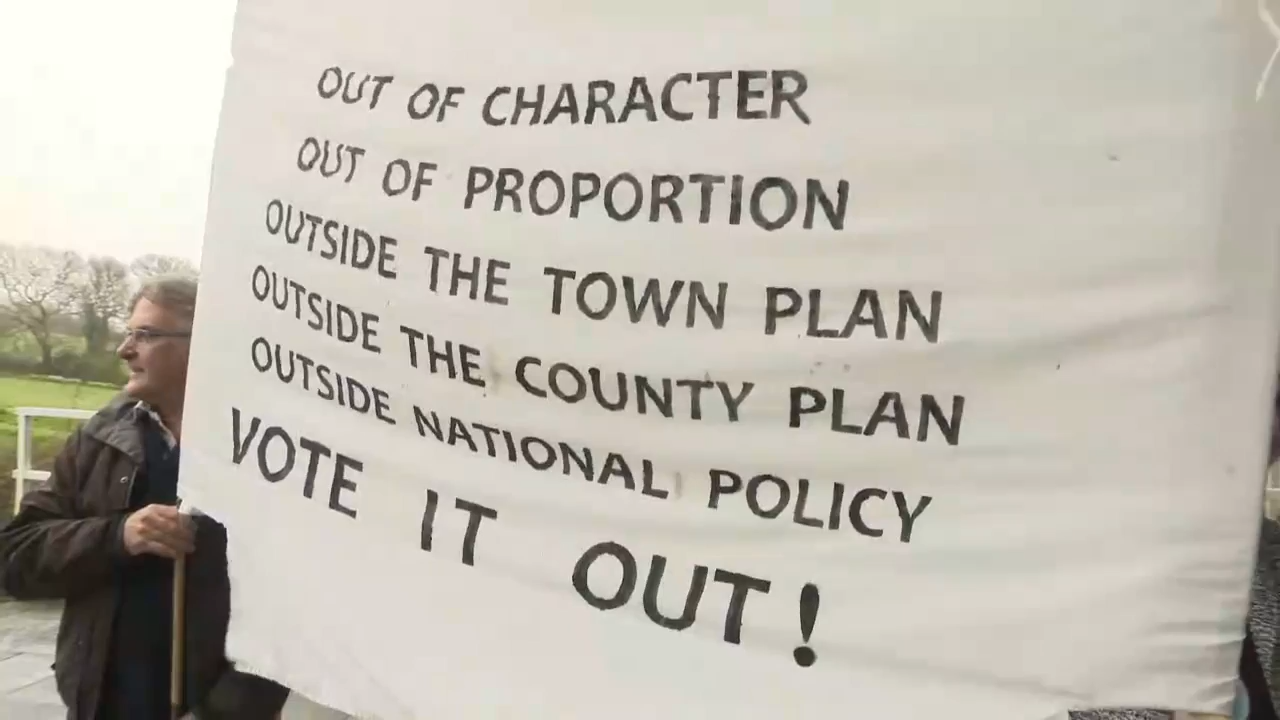 OUT OF CHARACTER
OUT OF PROPORTION
OUTSIDE THE TOWN PLAN
OUTSIDE THE COUNTY PLAN
OUTSIDE NATIONAL POLICY
VOTE IT OUT!